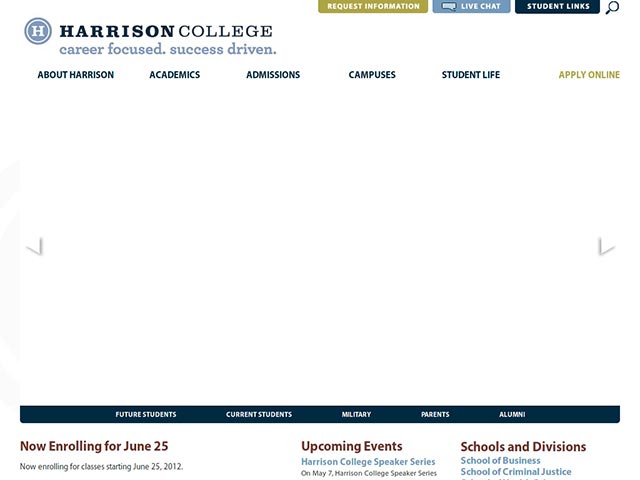 REQUEST INFORMATION
LIVE CHAT
STUDENT LINKS
H
HARRISON COLLEGE
career focused. success driven.
ABOUT HARRISON
ACADEMICS
ADMISSIONS
CAMPUSES
STUDENT LIFE
APPLY ONLINE
FUTURE STUDENTS
CURRENT STUDENTS
MILITARY
PARENTS
ALUMNI
Now Enrolling for June 25
Now enrolling for classes starting June 25, 2012.
Upcoming Events
Harrison College Speaker Series
On May 7, Harrison College Speaker Series
Schools and Divisions
School of Business
School of Criminal Justice